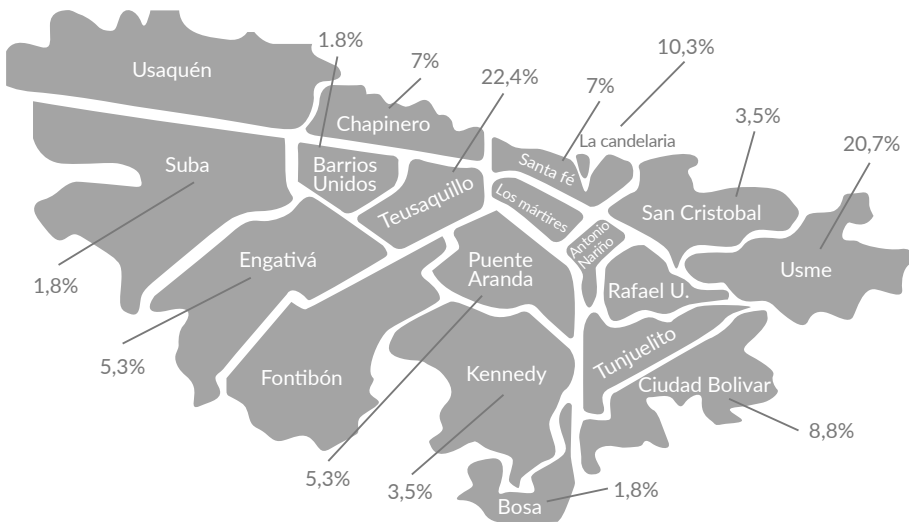 1.8%
10,3%
7%
Usaquén
22,4%
7%
3,5%
Chapinero
La candelaria
20,7%
Suba
Barrios
Unidos
Santa fé
Teusaquillo
Los mártires
San Cristobal
Antonio
Nariño
Engativá
Puente
Aranda
Usme
1,8%
Rafael U.
5,3%
Fontibón
Kennedy
Tunjuelito
Ciudad Bolivar
8,8%
5,3%
3,5%
1,8%
Bosa